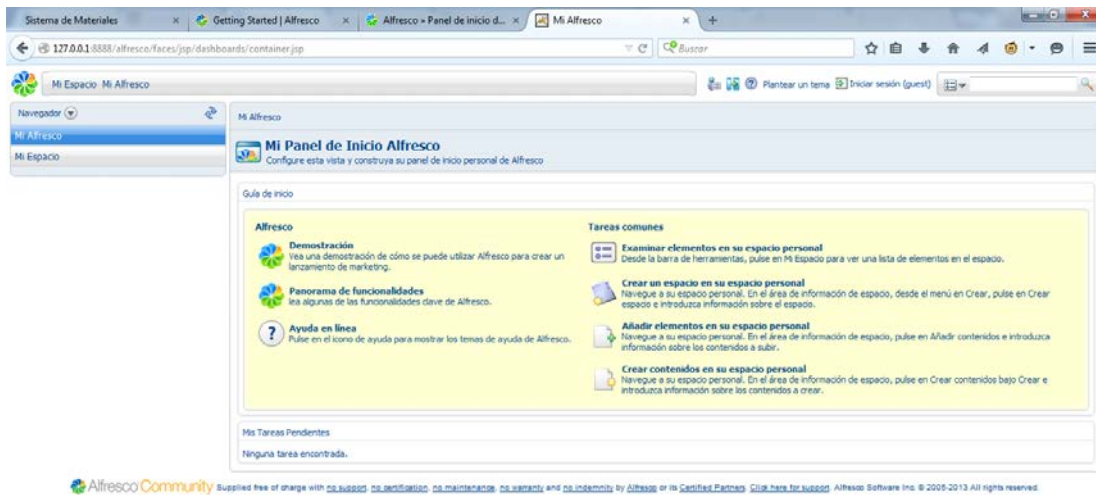 Sistema de Materiales
Getting Started | Alfresco
Alfresco » Panel de inicio d...
Mi Alfresco
127.0.0.1:8888/alfresco/faces/jsp/dashboards/container.jsp
Buscar
Mi Espacio Mi Alfresco
Plantear un tema Iniciar sesión (guest)
Navegador
Mi Alfresco
Mi Espacio
Mi Alfresco
Mi Panel de Inicio Alfresco
Configure esta vista y construya su panel de inicio personal de Alfresco
Guía de inicio
Alfresco
Demostración
Vea una demostración de cómo se puede utilizar Alfresco para crear un
lanzamiento de marketing.
Panorama de funcionalidades
lea algunas de las funcionalidades clave de Alfresco.
Ayuda en línea
Pulse en el icono de ayuda para mostrar los temas de ayuda de Alfresco.
Tareas comunes
Examinar elementos en su espacio personal
Desde la barra de herramientas, pulse en Mi Espacio para ver una lista de elementos en el espacio.
Crear un espacio en su espacio personal
Navegue a su espacio personal. En el área de información de espacio, desde el menú en Crear, pulse en Crear
espacio e introduzca información sobre el espacio.
Añadir elementos en su espacio personal
Navegue a su espacio personal. En el área de información de espacio, pulse en Añadir contenidos e introduzca
información sobre los contenidos a subir.
Crear contenidos en su espacio personal
Navegue a su espacio personal. En el área de información de espacio, pulse en Crear contenidos bajo Crear e
introduzca información sobre los contenidos a crear.
Mis Tareas Pendientes
Ninguna tarea encontrada.
Alfresco Community Supplied free of charge with no support, no certification, no maintenance, no warranty and no indemnity by Alfresco or its Certified Partners. Click here for support. Alfresco Software Inc. © 2005-2013 All rights reserved.